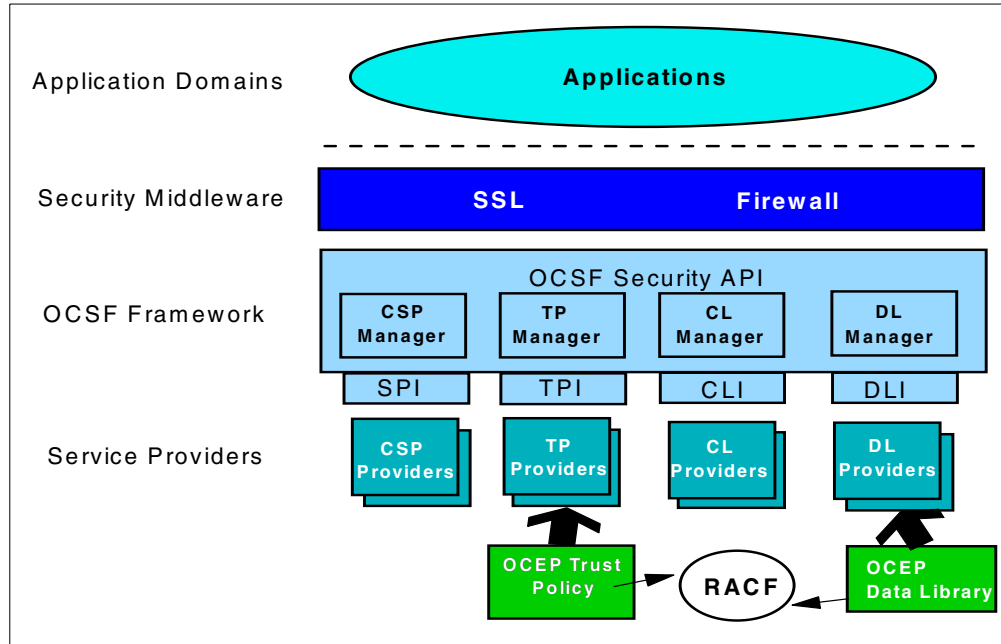 Application Domains
Applications
Security Middleware
SSL
Firewall
OCSF Security API
OCSF Framework
CSP
Manager
TP
Manager
CL
Manager
DL
Manager
SPI
TPI
CLI
DLI
Service Providers
CSP
Providers
TP
Providers
CL
Providers
DL
Providers
OCEP Trust
Policy
RACF
OCEP
Data Library